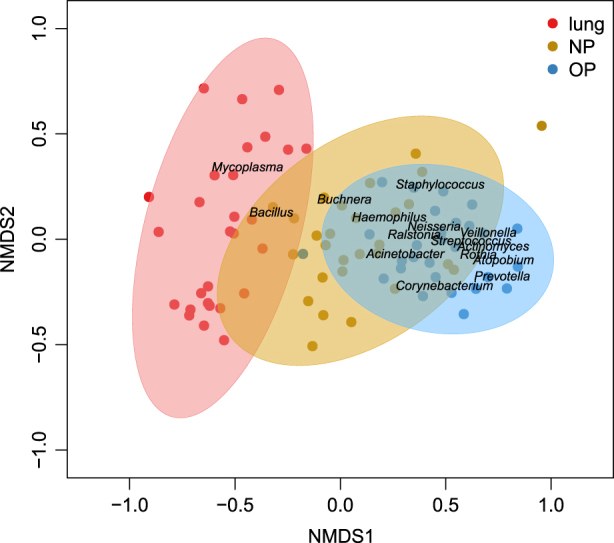 lung
NP
OP
1.0
0.5
0.0
−0.5
−1.0
NMDS2
Mycoplasma
Staphylococcus
Buchnera
Bacillus
Haemophilus
Neisseria
Ralstonia
Veillonella
Streptococcus
Actinomyces
Acinetobacter
Rothia
Atopobium
Prevotella
Corynebacterium
−1.0 −0.5 0.0 0.5 1.0
NMDS1